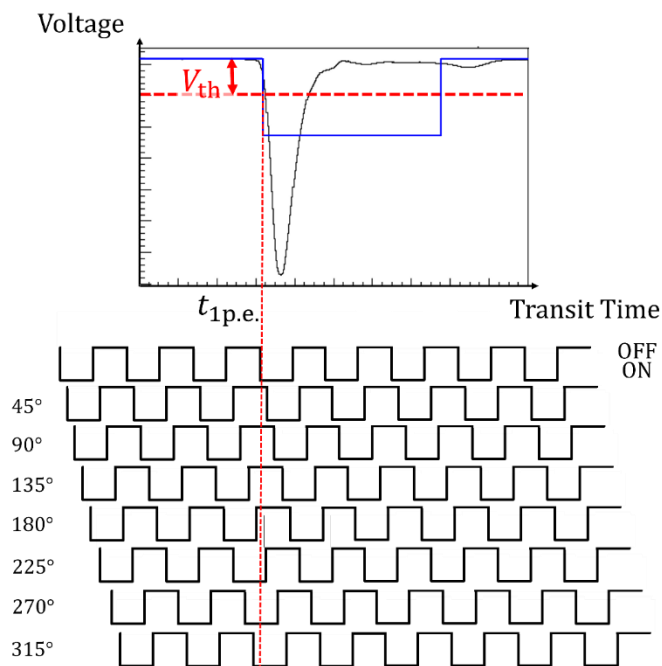 Voltage
Vth
t1p.e.
Transit Time
OFF
ON
45°
90°
135°
180°
225°
270°
315°